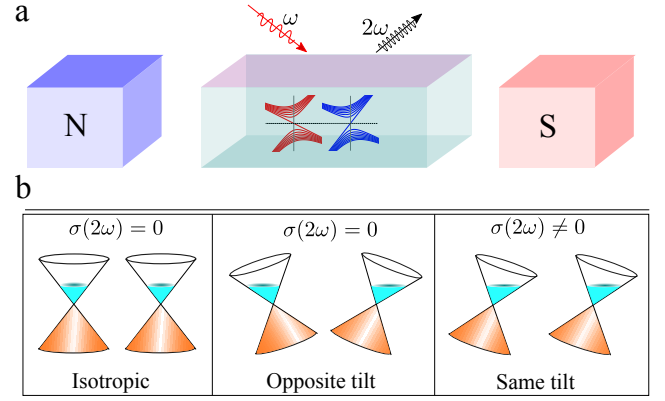 a
ω
2ω
N
S
b
σ(2ω) = 0
σ(2ω) = 0
σ(2ω) ≠ 0
Isotropic
Opposite tilt
Same tilt